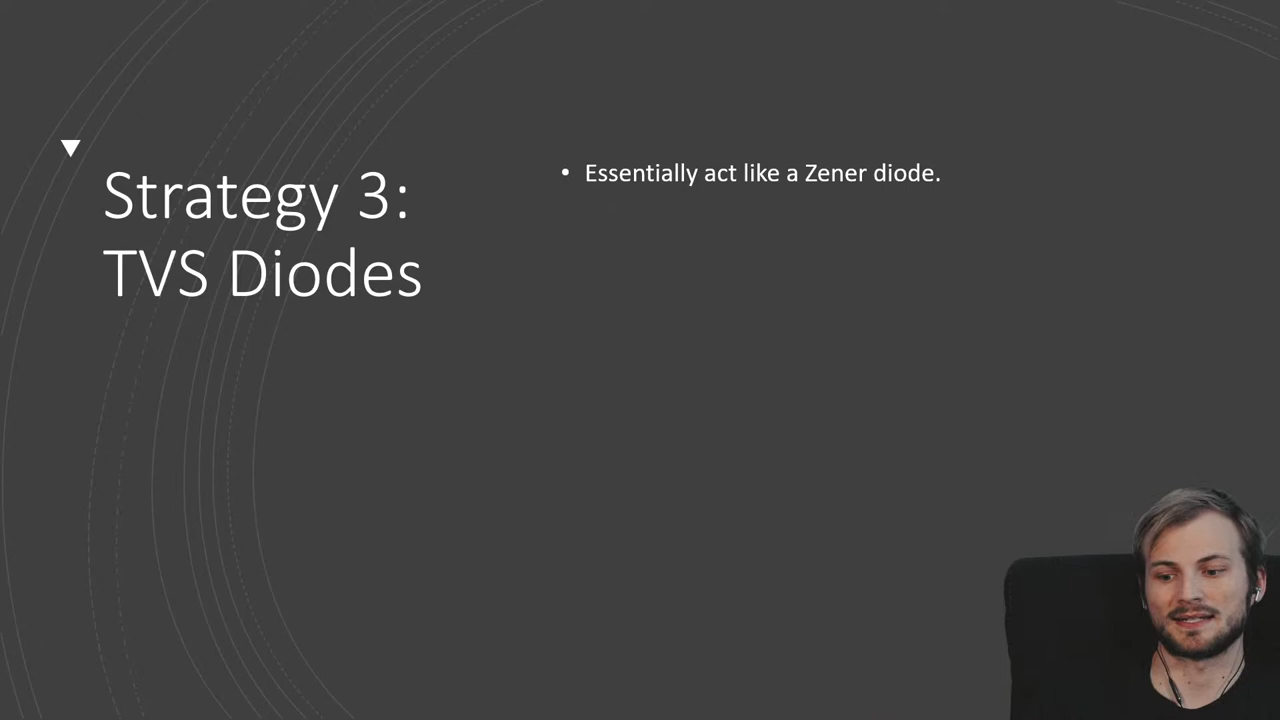 Strategy 3:
TVS Diodes
• Essentially act like a Zener diode.